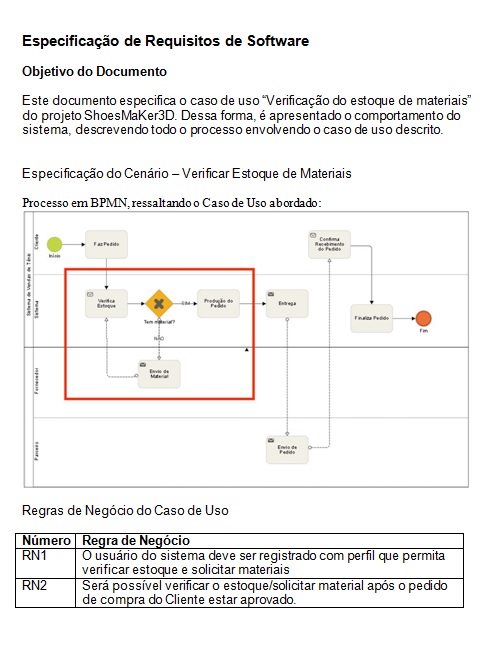 Especificação de Requisitos de Software
Objetivo do Documento
Este documento especifica o caso de uso “Verificação do estoque de materiais”
do projeto ShoesMaKer3D. Dessa forma, é apresentado o comportamento do
sistema, descrevendo todo o processo envolvendo o caso de uso descrito.
Especificação do Cenário – Verificar Estoque de Materiais
Processo em BPMN, ressaltando o Caso de Uso abordado:
Sistema de Vendas de Tênis
Cliente
Início
Faz Pedido
Confirma
Recebimento
do Pedido
Sistema
Verifica
Estoque
Tem material?
SIM
NÃO
Produção do
Pedido
Entrega
Finaliza Pedido
Fim
Fornecedor
Envio de
Material
Parceiro
Envio de
Pedido
Regras de Negócio do Caso de Uso
Número Regra de Negócio
RN1 O usuário do sistema deve ser registrado com perfil que permita
verificar estoque e solicitar materiais
RN2 Será possível verificar o estoque/solicitar material após o pedido
de compra do Cliente estar aprovado.